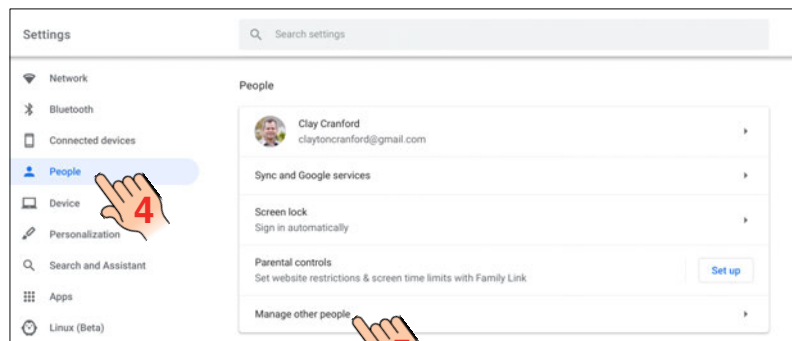 Settings
Search settings
Network
Bluetooth
Connected devices
People
Device
Personalization
Search and Assistant
Apps
Linux (Beta)
4
People
Clay Cranford
claytoncranford@gmail.com
Sync and Google services
Screen lock
Sign in automatically
Parental controls
Set website restrictions & screen time limits with Family Link
Set up
Manage other people